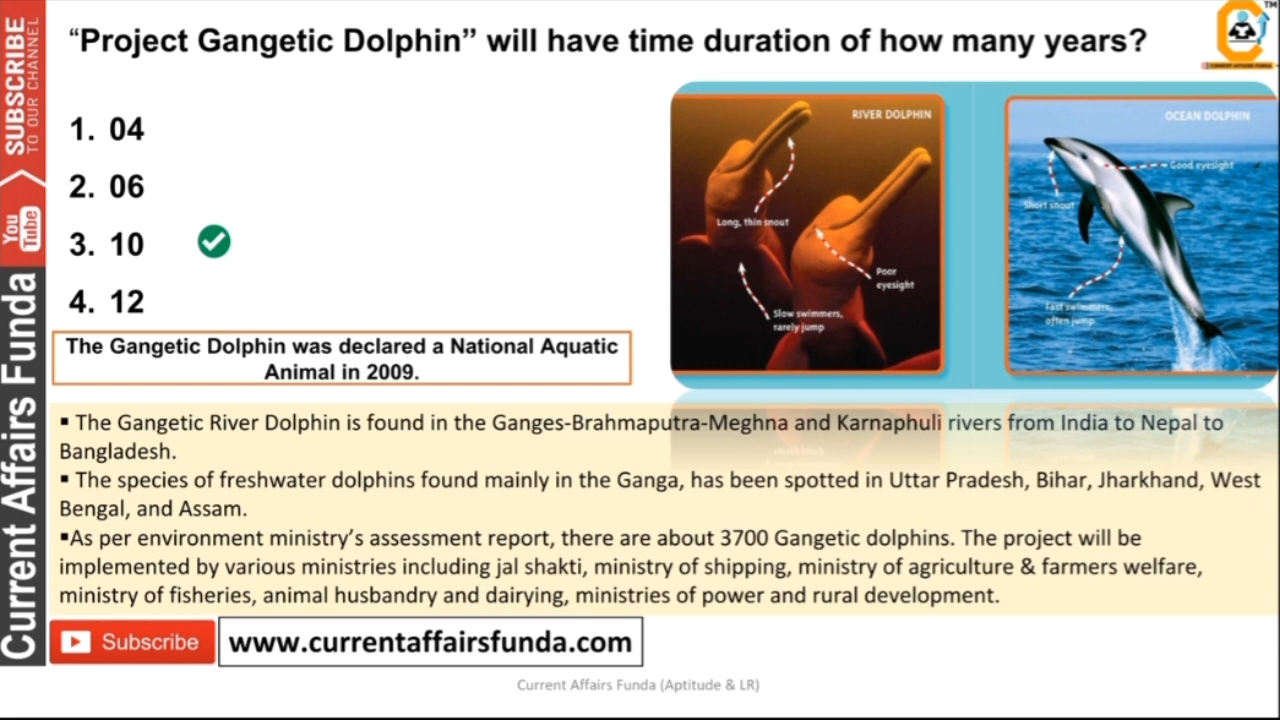 “Project Gangetic Dolphin” will have time duration of how many years?
TM
CURRENT AFFAIRS FUNDA
SUBSCRIBE
TO OUR CHANNEL
You
Tube
Current Affairs Funda
1. 04
2. 06
3. 10
4. 12
RIVER DOLPHIN
Long, thin snout
Poor
eyesight
Slow swimmers,
rarely jump
OCEAN DOLPHIN
Good eyesight
Short snout
Fast swimmers,
often jump
The Gangetic Dolphin was declared a National Aquatic
Animal in 2009.
▪ The Gangetic River Dolphin is found in the Ganges-Brahmaputra-Meghna and Karnaphuli rivers from India to Nepal to
Bangladesh.
▪ The species of freshwater dolphins found mainly in the Ganga, has been spotted in Uttar Pradesh, Bihar, Jharkhand, West
Bengal, and Assam.
▪As per environment ministry’s assessment report, there are about 3700 Gangetic dolphins. The project will be
implemented by various ministries including jal shakti, ministry of shipping, ministry of agriculture & farmers welfare,
ministry of fisheries, animal husbandry and dairying, ministries of power and rural development.
Subscribe
www.currentaffairsfunda.com
Current Affairs Funda (Aptitude & LR)